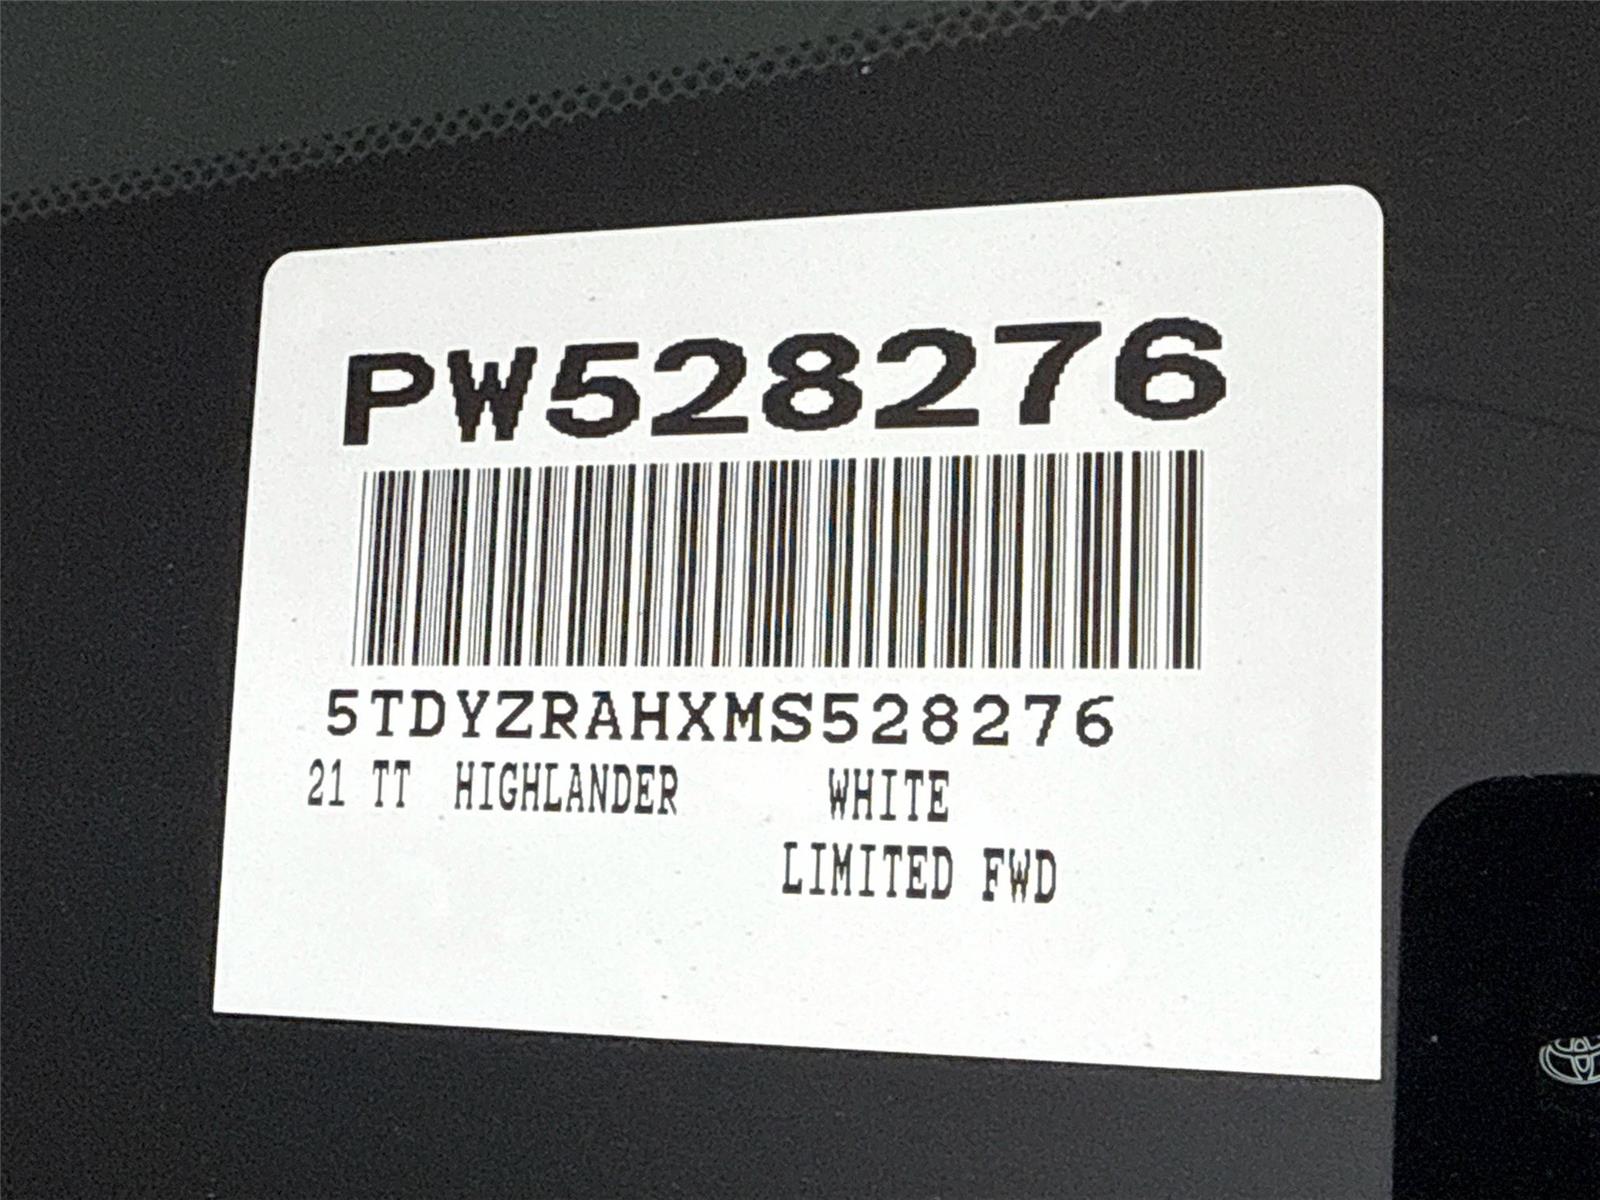 PW528276
5TDYZRAHXMS528276
21 TT HIGHLANDER WHITE
LIMITED FWD